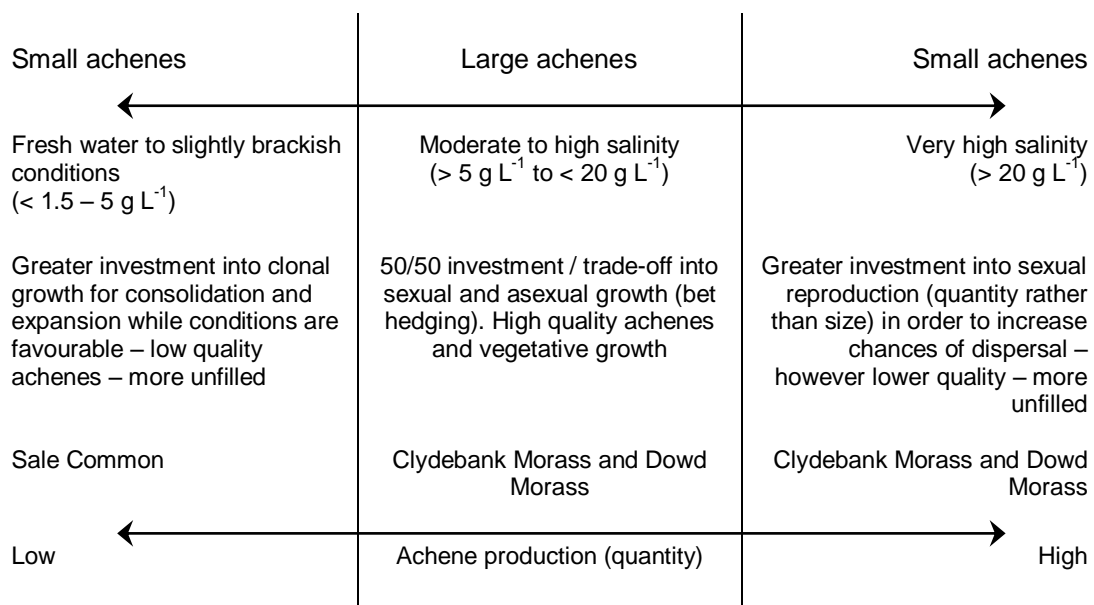 Small achenes
Large achenes
Small achenes
Fresh water to slightly brackish
conditions
(< 1.5 – 5 g L⁻¹)
Moderate to high salinity
(> 5 g L⁻¹ to < 20 g L⁻¹)
Very high salinity
(> 20 g L⁻¹)
Greater investment into clonal
growth for consolidation and
expansion while conditions are
favourable – low quality
achenes – more unfilled
50/50 investment / trade-off into
sexual and asexual growth (bet
hedging). High quality achenes
and vegetative growth
Greater investment into sexual
reproduction (quantity rather
than size) in order to increase
chances of dispersal –
however lower quality – more
unfilled
Sale Common
Clydebank Morass and Dowd
Morass
Clydebank Morass and Dowd
Morass
Low
Achene production (quantity)
High